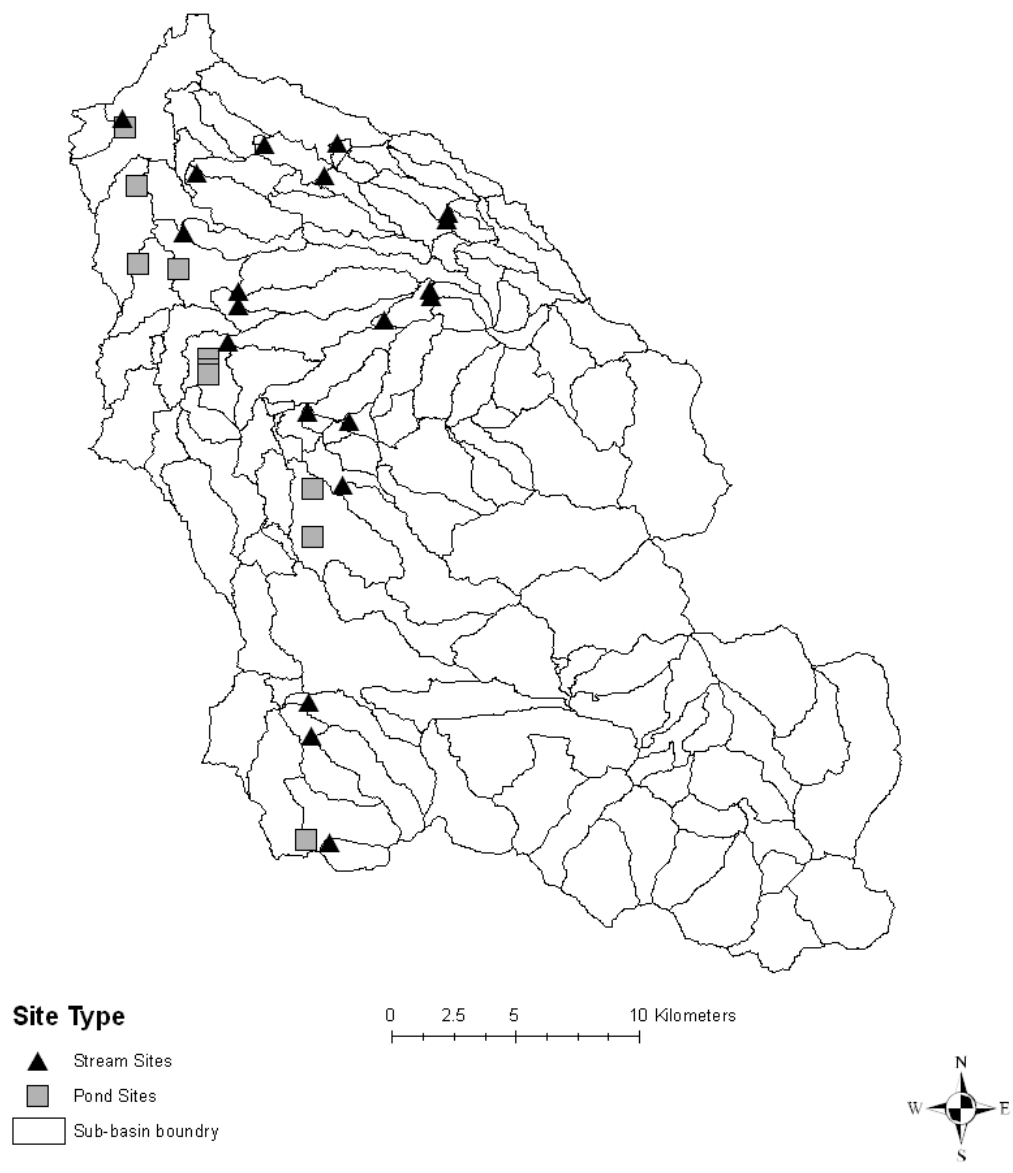 Site Type
0 2.5 5 10 Kilometers
Stream Sites
Pond Sites
Sub-basin boundry
N
W E
S